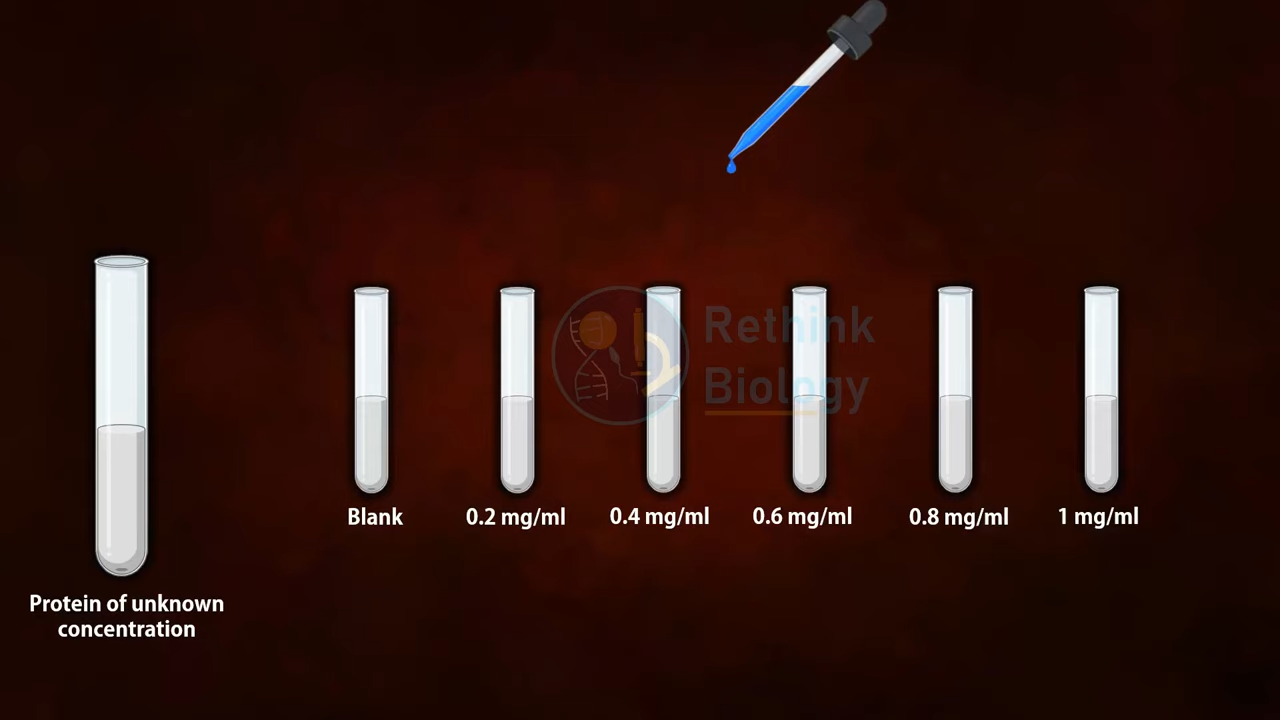 Rethink
Biology
Blank
0.2 mg/ml
0.4 mg/ml
0.6 mg/ml
0.8 mg/ml
1 mg/ml
Protein of unknown
concentration